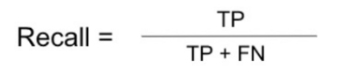 Recall =
TP
TP + FN